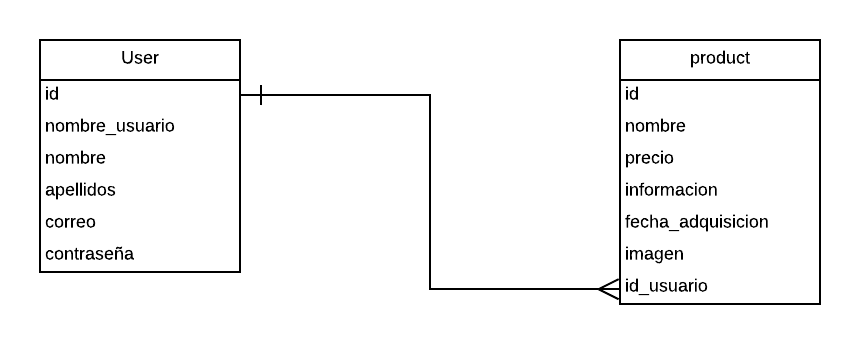 User
id
nombre_usuario
nombre
apellidos
correo
contraseña
product
id
nombre
precio
informacion
fecha_adquisicion
imagen
id_usuario